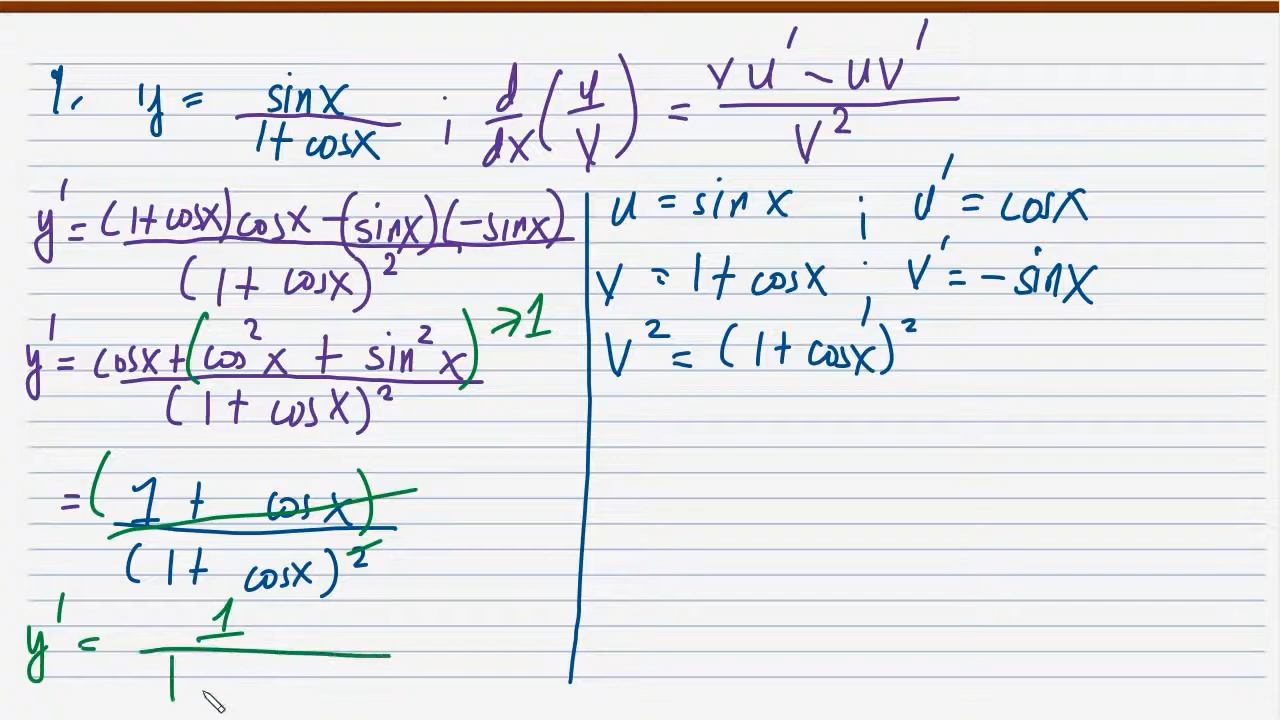 1. y = sinx / 1+ cosx ; d/dx (u/v) = vu' - uv' / v²
y' = (1+cosx)cosx -(sinx)(-sinx) / (1+ cosx)²
y' = cosx+(cos²x + sin²x) → 1 / (1+ cosx)²
= (1 + cosx) / (1+ cosx)²
y' = 1 / 1
u = sin x ; u' = cosx
v = 1+ cosx ; v' = - sinx
v² = (1+ cosx)²